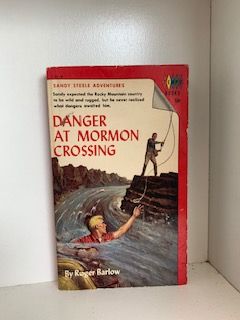 SANDY STEELE ADVENTURES
Sandy expected the Rocky Mountain country
to be wild and rugged, but he never realized
what dangers awaited him.
BOOKS
DANGER
AT MORMON
CROSSING
By Roger Barlow